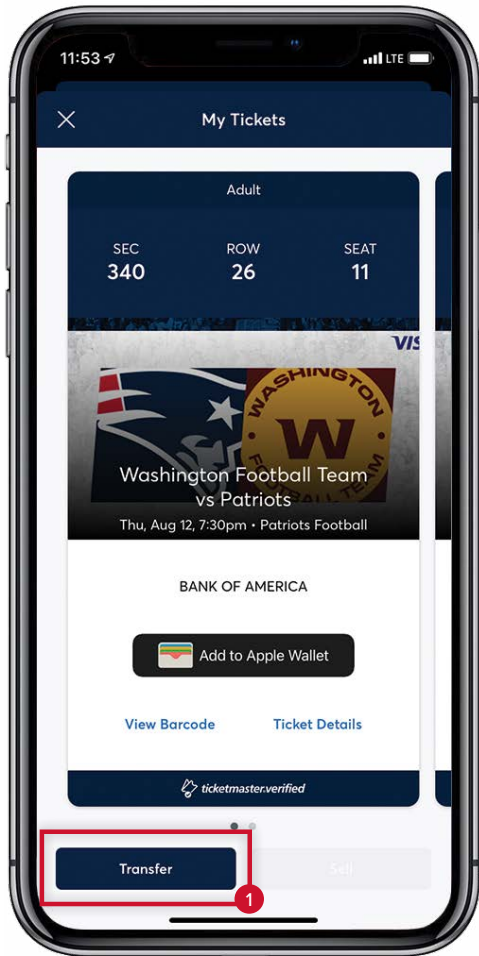 11:53
LTE
My Tickets
Adult
SEC ROW SEAT
340 26 11
VIS
WASHINGTON
W
FOOTBALL TEAM
Washington Football Team
vs Patriots
Thu, Aug 12, 7:30pm • Patriots Football
BANK OF AMERICA
Add to Apple Wallet
View Barcode Ticket Details
ticketmaster.verified
Transfer Sell
1